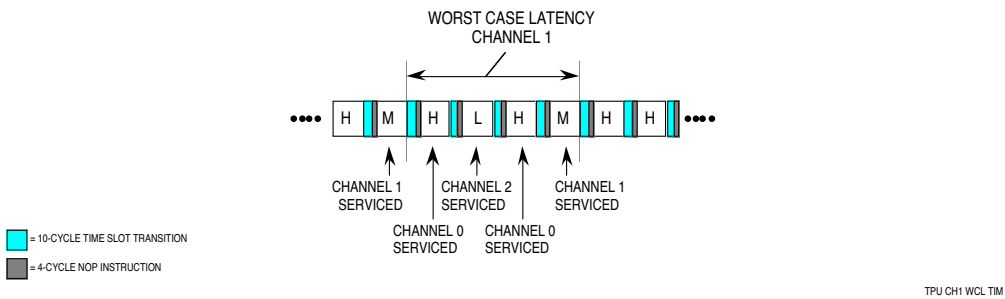 WORST CASE LATENCY
CHANNEL 1
H M H L H M H H
CHANNEL 1
SERVICED
CHANNEL 2
SERVICED
CHANNEL 1
SERVICED
CHANNEL 0
SERVICED
CHANNEL 0
SERVICED
= 10-CYCLE TIME SLOT TRANSITION
= 4-CYCLE NOP INSTRUCTION
TPU CH1 WCL TIM